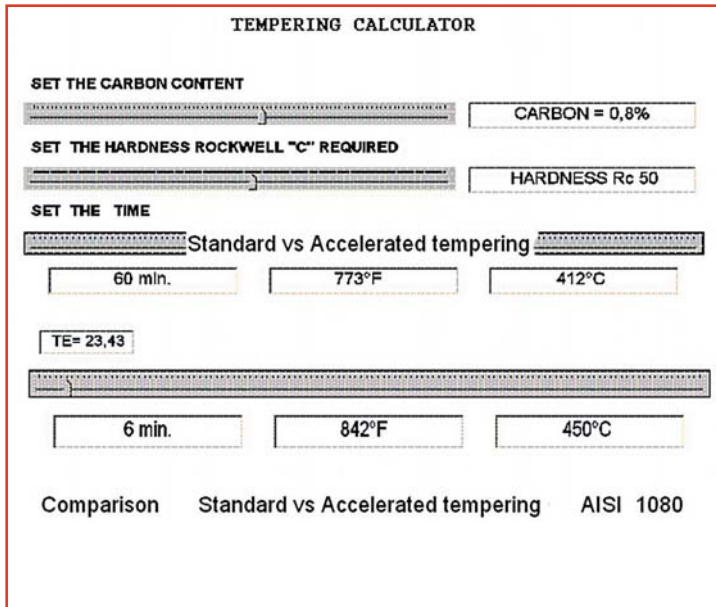 TEMPERING CALCULATOR
SET THE CARBON CONTENT
CARBON = 0,8%
SET THE HARDNESS ROCKWELL "C" REQUIRED
HARDNESS Rc 50
SET THE TIME
Standard vs Accelerated tempering
60 min. 773°F 412°C
TE= 23,43
6 min. 842°F 450°C
Comparison Standard vs Accelerated tempering AISI 1080